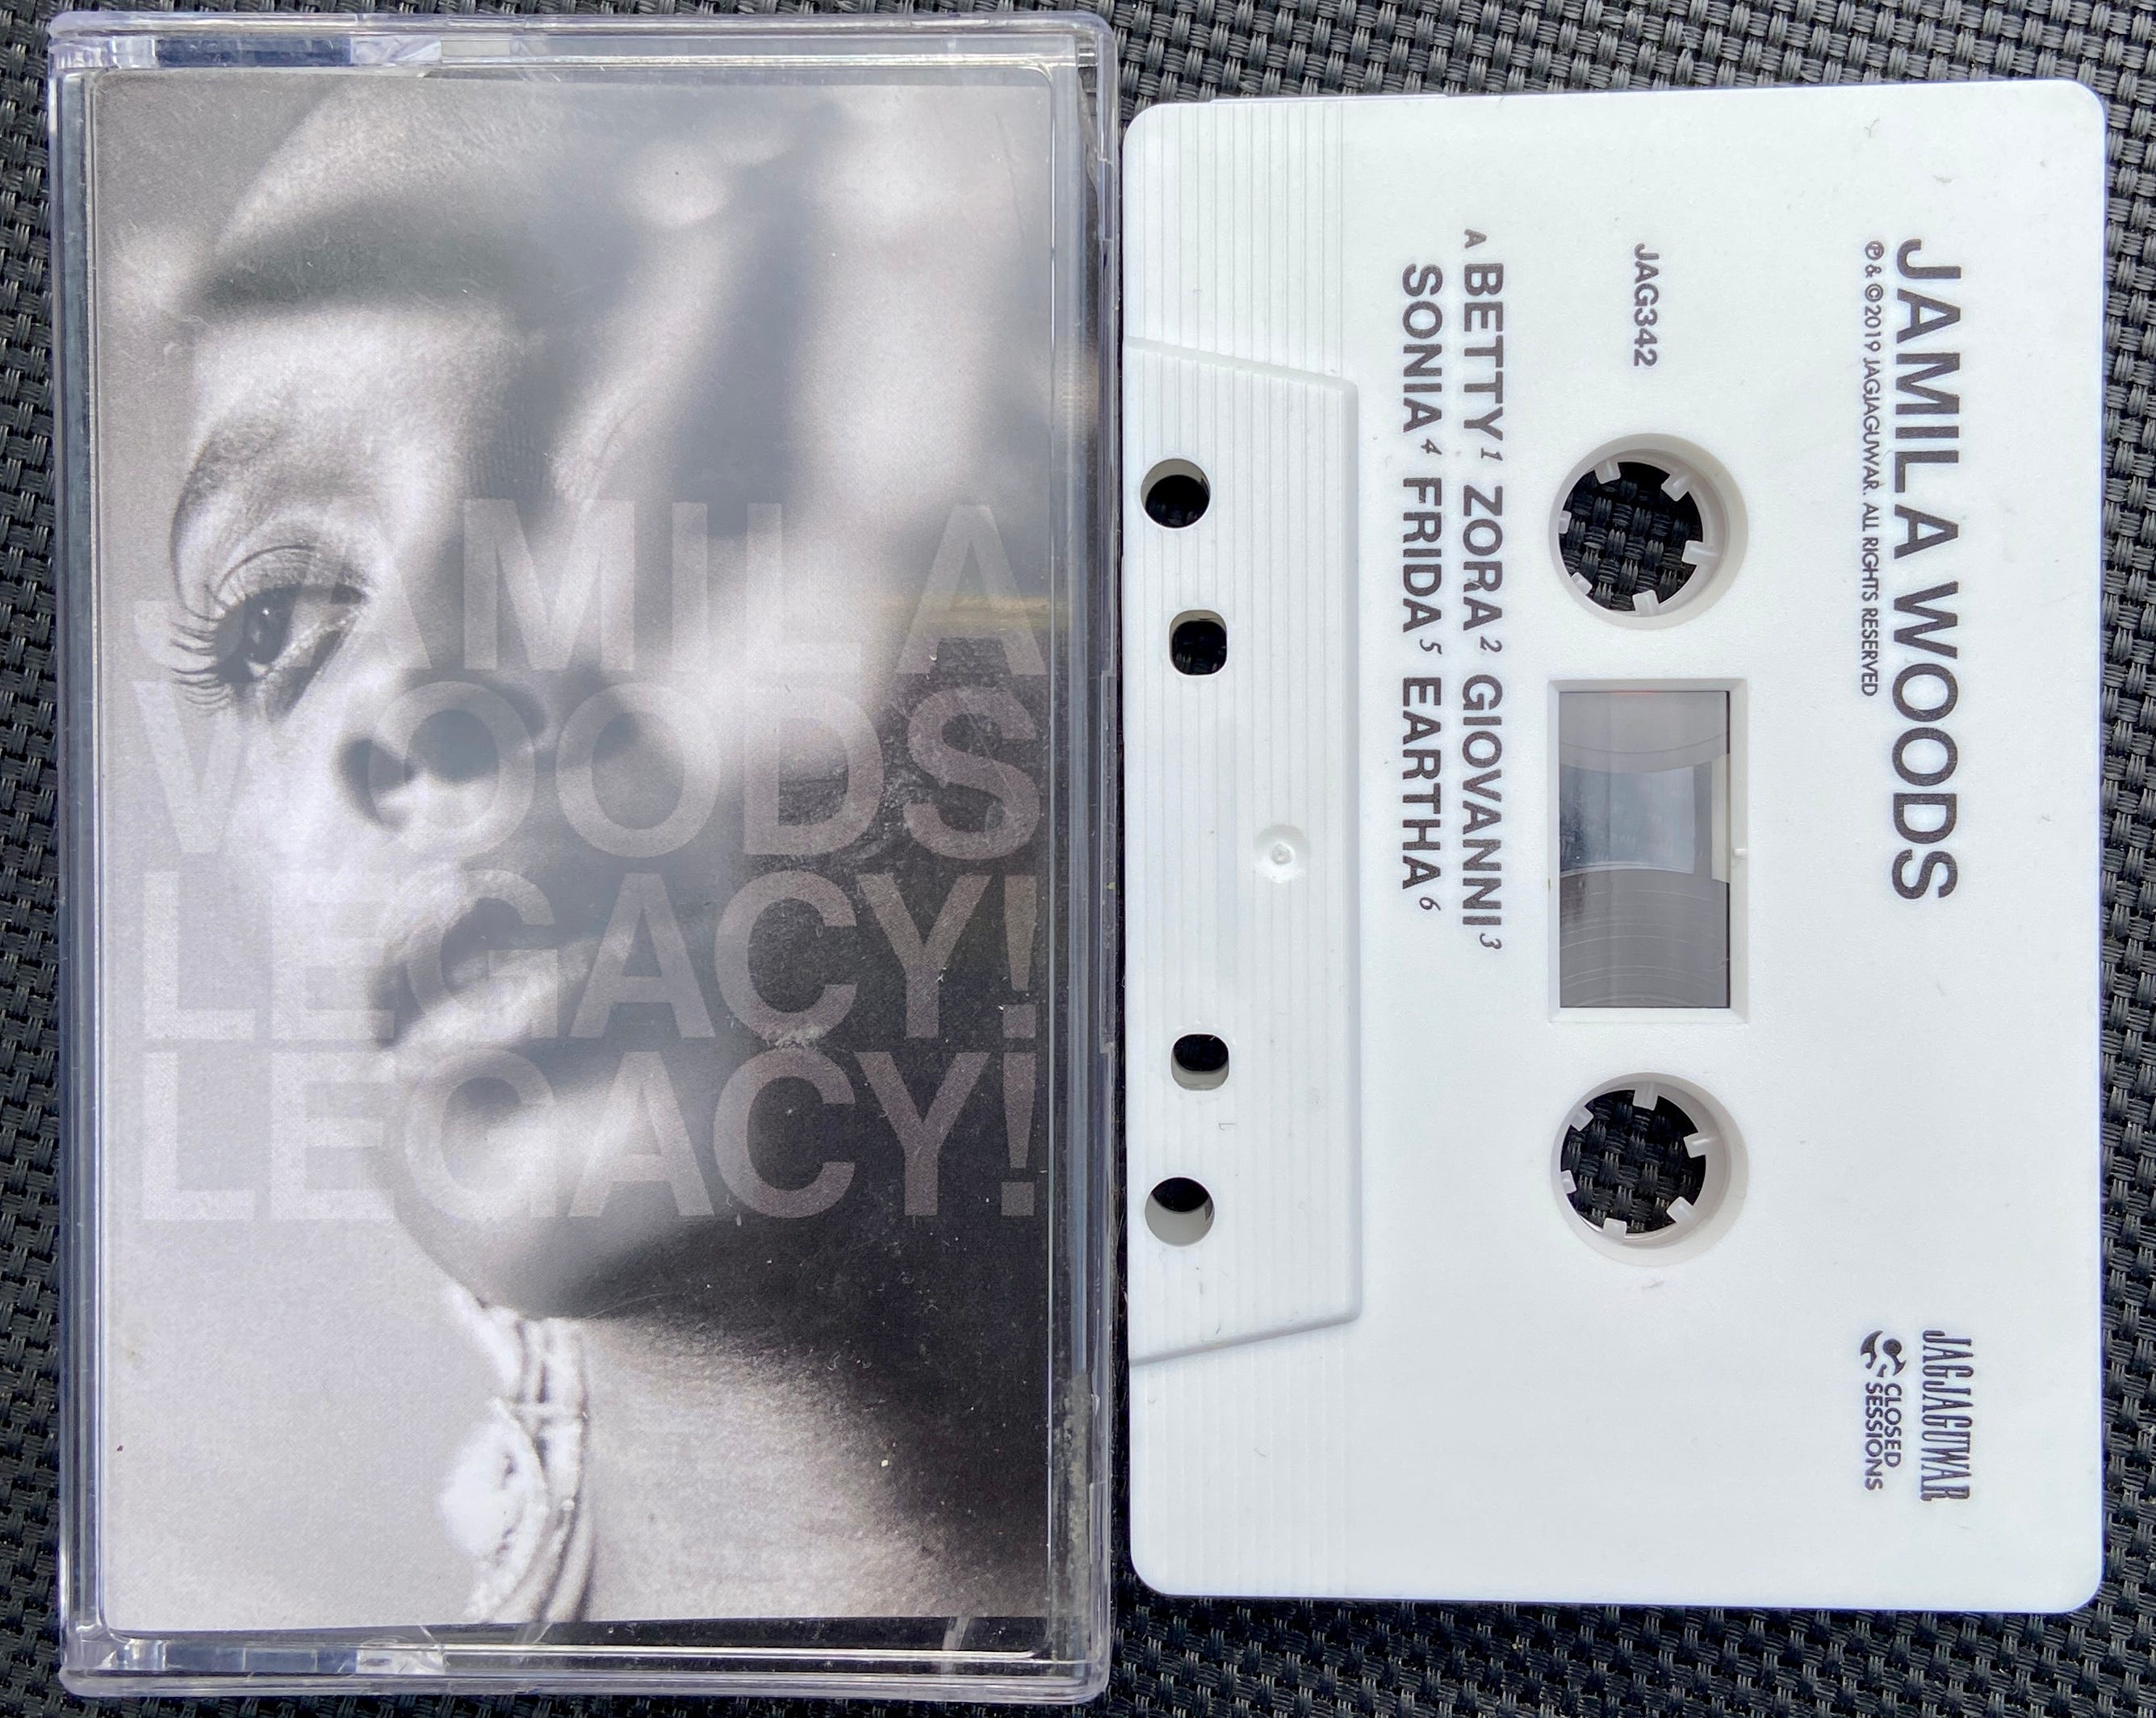 JAMILA
WOODS
LEGACY!
LEGACY!
JAMILA WOODS
℗ & ©2019 JAGJAGUWAR. ALL RIGHTS RESERVED
JAGJAGUWAR
CLOSED
SESSIONS
JAG342
A BETTY¹ ZORA² GIOVANNI³
SONIA⁴ FRIDA⁵ EARTHA⁶